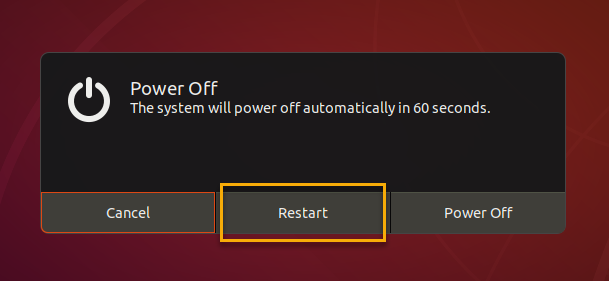 Power Off
The system will power off automatically in 60 seconds.
Cancel
Restart
Power Off